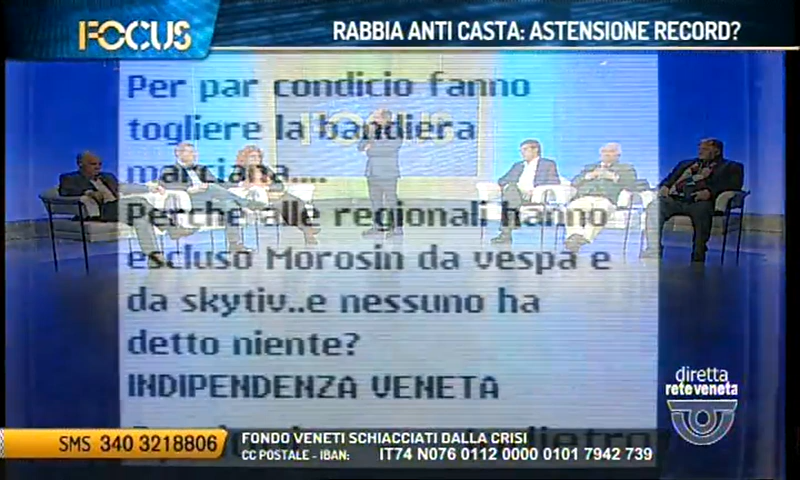 FOCUS
RABBIA ANTI CASTA: ASTENSIONE RECORD?
Per par condicio fanno
togliere la bandiera
marciana....
Perche alle regionali hanno
escluso Morosin da vespa e
da skytiv..e nessuno ha
detto niente?
INDIPENDENZA VENETA
diretta
reteveneta
SMS 340 3218806
FONDO VENETI SCHIACCIATI DALLA CRISI
CC POSTALE - IBAN: IT74 N076 0112 0000 0101 7942 739